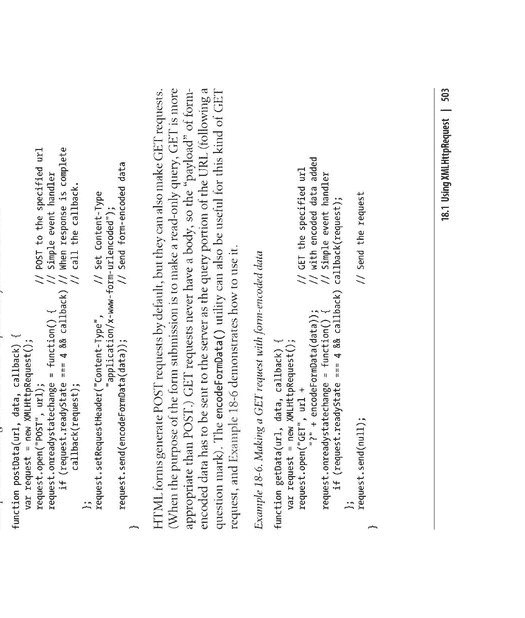 function postData(url, data, callback) {
var request = new XMLHttpRequest();
request.open("POST", url); // POST to the specified url
request.onreadystatechange = function() { // Simple event handler
if (request.readyState === 4 && callback) // When response is complete
callback(request); // call the callback.
};
request.setRequestHeader("Content-Type", // Set Content-Type
"application/x-www-form-urlencoded");
request.send(encodeFormData(data)); // Send form-encoded data
}
HTML forms generate POST requests by default, but they can also make GET requests.
(When the purpose of the form submission is to make a read-only query, GET is more
appropriate than POST.) GET requests never have a body, so the “payload” of form-
encoded data has to be sent to the server as the query portion of the URL (following a
question mark). The encodeFormData() utility can also be useful for this kind of GET
request, and Example 18-6 demonstrates how to use it.
Example 18-6. Making a GET request with form-encoded data
function getData(url, data, callback) {
var request = new XMLHttpRequest();
request.open("GET", url + // GET the specified url
"?" + encodeFormData(data)); // with encoded data added
request.onreadystatechange = function() { // Simple event handler
if (request.readyState === 4 && callback) callback(request);
};
request.send(null); // Send the request
}
18.1 Using XMLHttpRequest | 503